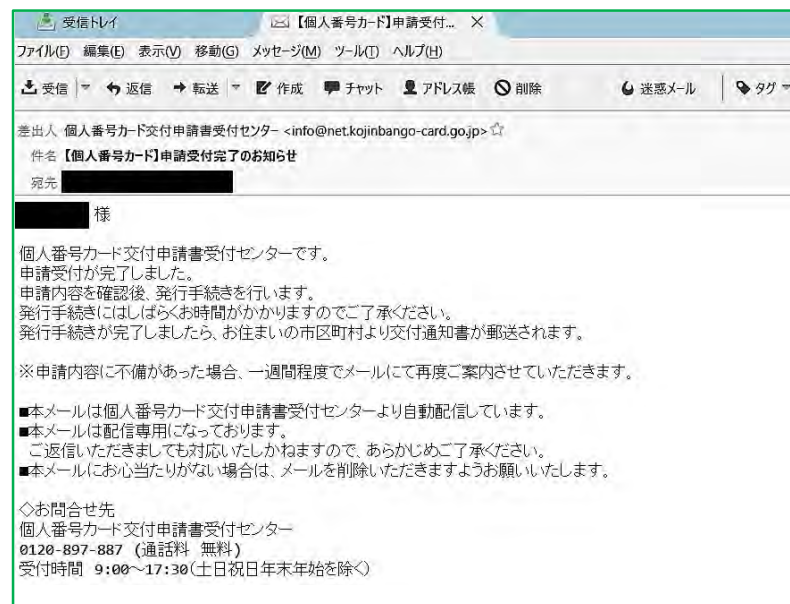 受信トレイ
【個人番号カード】申請受付...
ファイル(F) 編集(E) 表示(V) 移動(G) メッセージ(M) ツール(T) ヘルプ(H)
受信 返信 転送 作成 チャット アドレス帳 削除 迷惑メール タグ
差出人 個人番号カード交付申請書受付センター <info@net.kojinbango-card.go.jp>
件名 【個人番号カード】申請受付完了のお知らせ
宛先
様
個人番号カード交付申請書受付センターです。
申請受付が完了しました。
申請内容を確認後、発行手続きを行います。
発行手続きにはしばらくお時間がかかりますのでご了承ください。
発行手続きが完了しましたら、お住まいの市区町村より交付通知書が郵送されます。
※申請内容に不備があった場合、一週間程度でメールにて再度ご案内させていただきます。
■本メールは個人番号カード交付申請書受付センターより自動配信しています。
■本メールは配信専用になっております。
ご返信いただきましても対応いたしかねますので、あらかじめご了承ください。
■本メールにお心当たりがない場合は、メールを削除いただきますようお願いいたします。
◇お問合せ先
個人番号カード交付申請書受付センター
0120-897-887 (通話料 無料)
受付時間 9:00～17:30(土日祝日年末年始を除く)